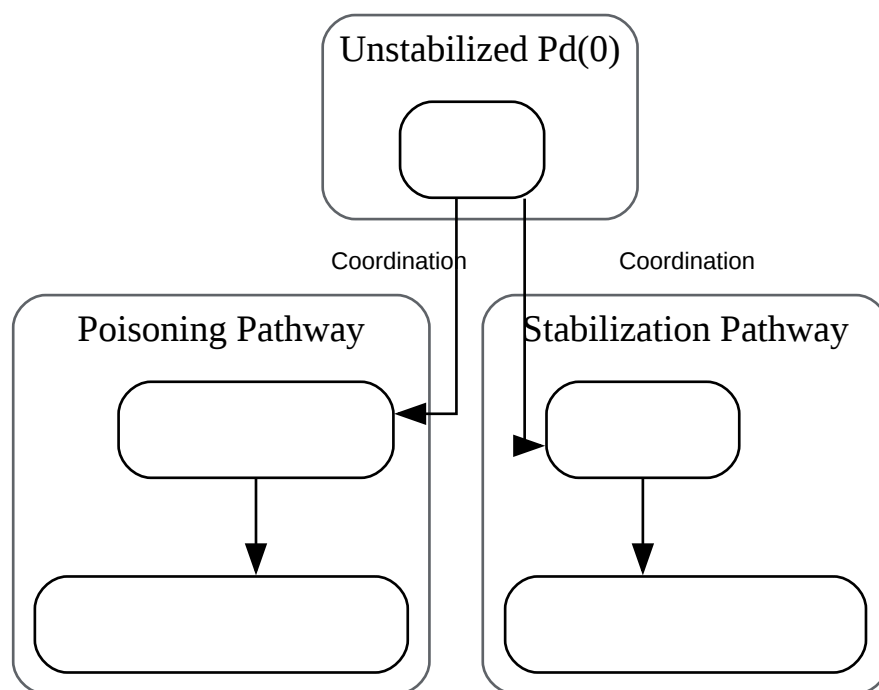 Unstabilized Pd(0)
Coordination
Coordination
Poisoning Pathway
Stabilization Pathway